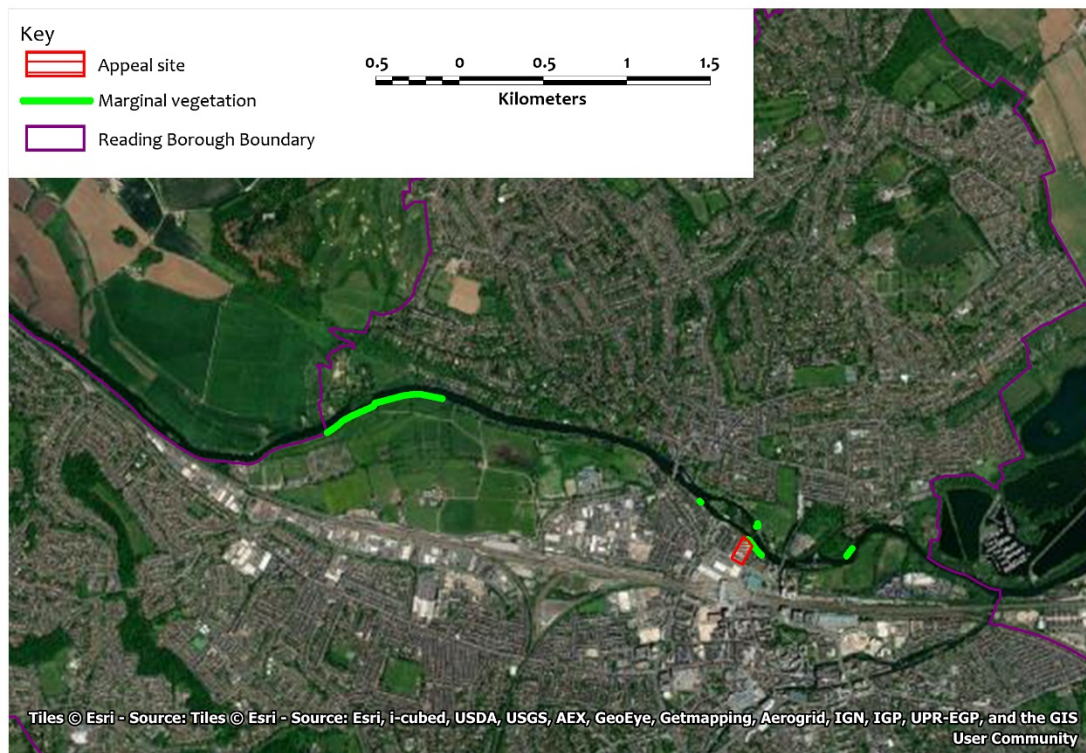 Key
Appeal site
Marginal vegetation
Reading Borough Boundary
0.5 0 0.5 1 1.5
Kilometers
Tiles © Esri - Source: Tiles © Esri - Source: Esri, i-cubed, USDA, USGS, AEX, GeoEye, Getmapping, Aerogrid, IGN, IGP, UPR-EGP, and the GIS
User Community